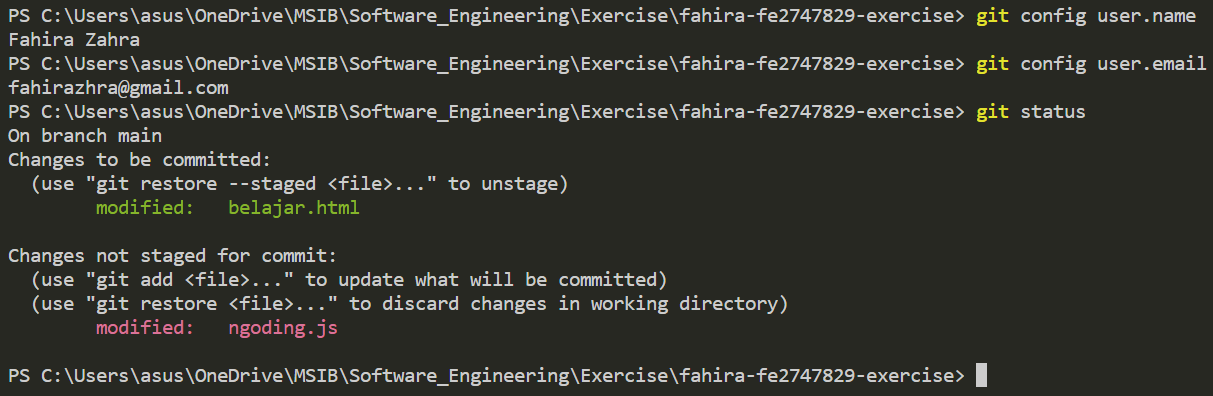 PS C:\Users\asus\OneDrive\MSIB\Software_Engineering\Exercise\fahira-fe2747829-exercise> git config user.name
Fahira Zahra
PS C:\Users\asus\OneDrive\MSIB\Software_Engineering\Exercise\fahira-fe2747829-exercise> git config user.email
fahirazhra@gmail.com
PS C:\Users\asus\OneDrive\MSIB\Software_Engineering\Exercise\fahira-fe2747829-exercise> git status
On branch main
Changes to be committed:
  (use "git restore --staged <file>..." to unstage)
        modified:   belajar.html

Changes not staged for commit:
  (use "git add <file>..." to update what will be committed)
  (use "git restore <file>..." to discard changes in working directory)
        modified:   ngoding.js

PS C:\Users\asus\OneDrive\MSIB\Software_Engineering\Exercise\fahira-fe2747829-exercise>